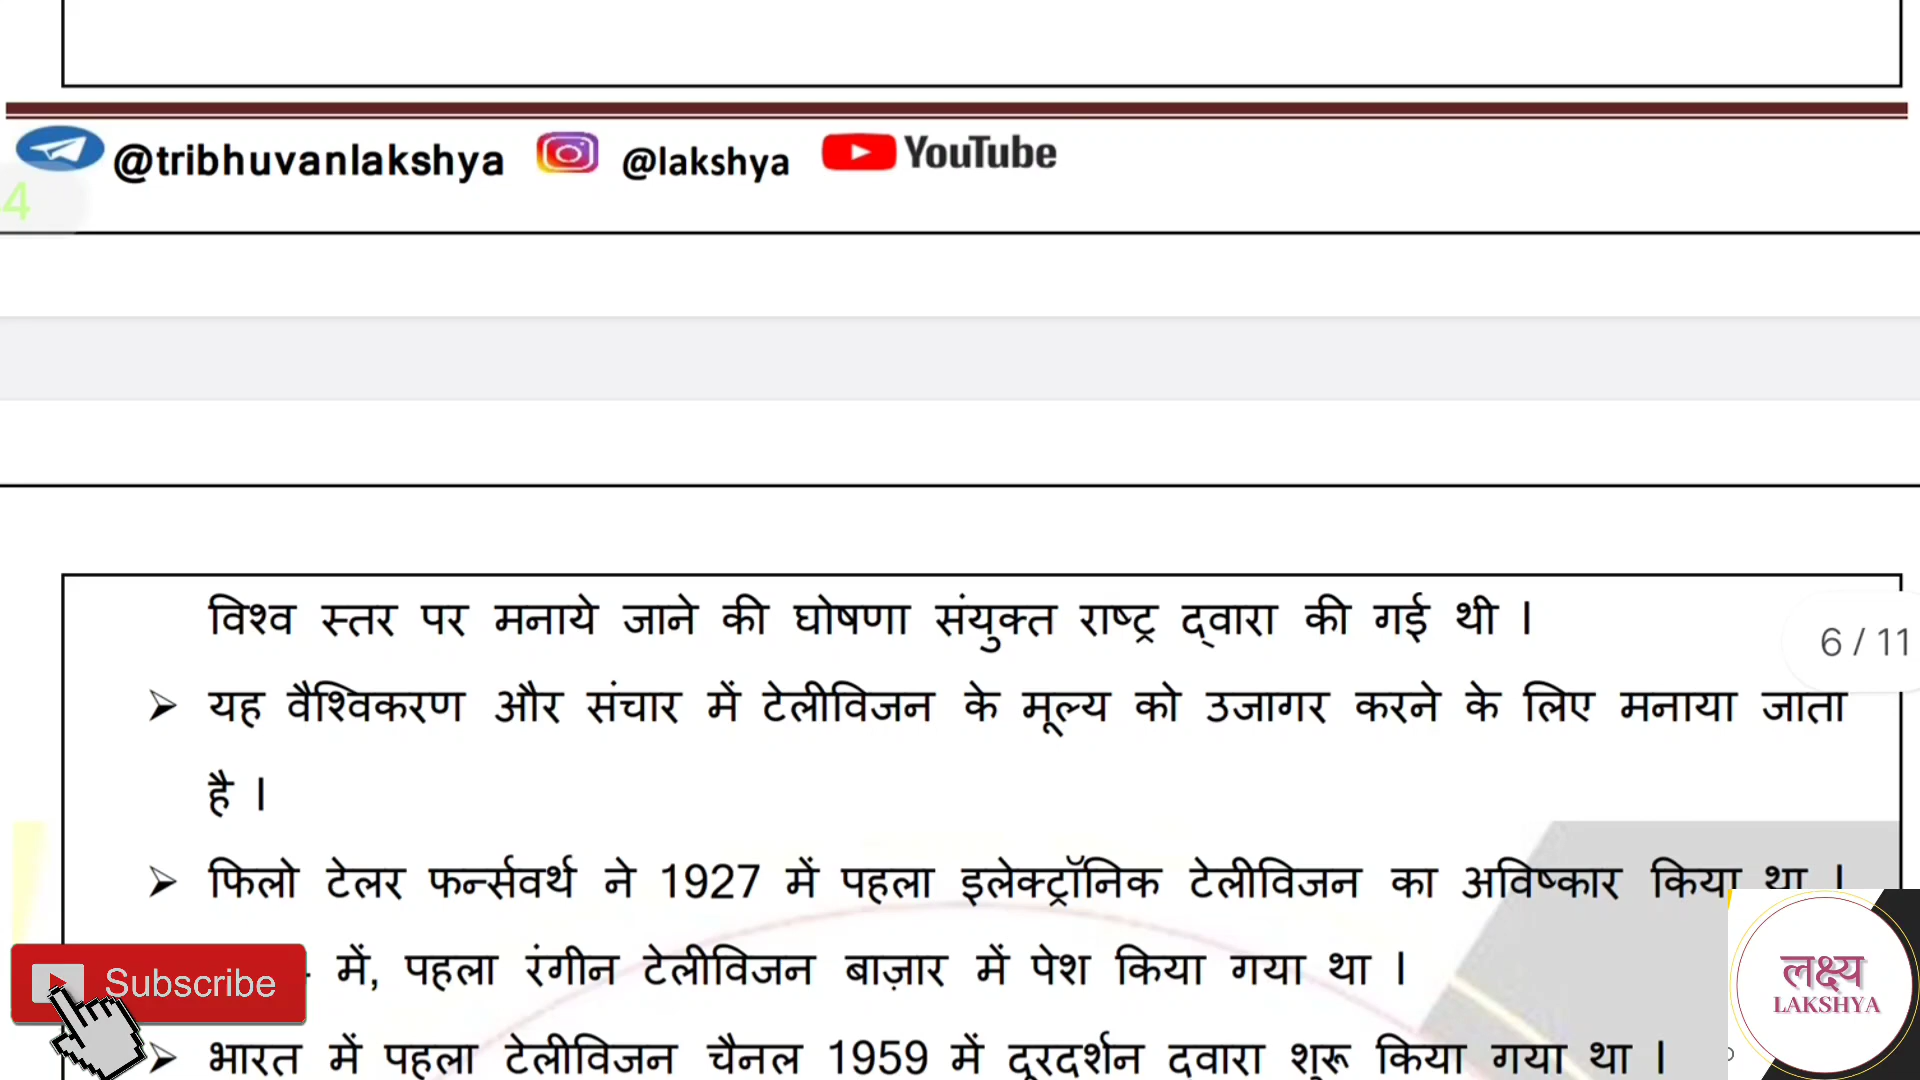 @tribhuvanlakshya @lakshya YouTube
4
विश्व स्तर पर मनाये जाने की घोषणा संयुक्त राष्ट्र द्वारा की गई थी ।
6 / 11
➢ यह वैश्विकरण और संचार में टेलीविजन के मूल्य को उजागर करने के लिए मनाया जाता
है ।
➢ फिलो टेलर फर्न्सवर्थ ने 1927 में पहला इलेक्ट्रॉनिक टेलीविजन का अविष्कार किया था ।
में, पहला रंगीन टेलीविजन बाज़ार में पेश किया गया था ।
Subscribe
लक्ष्य
LAKSHYA
➢ भारत में पहला टेलीविजन चैनल 1959 में दूरदर्शन दवारा शुरू किया गया था ।